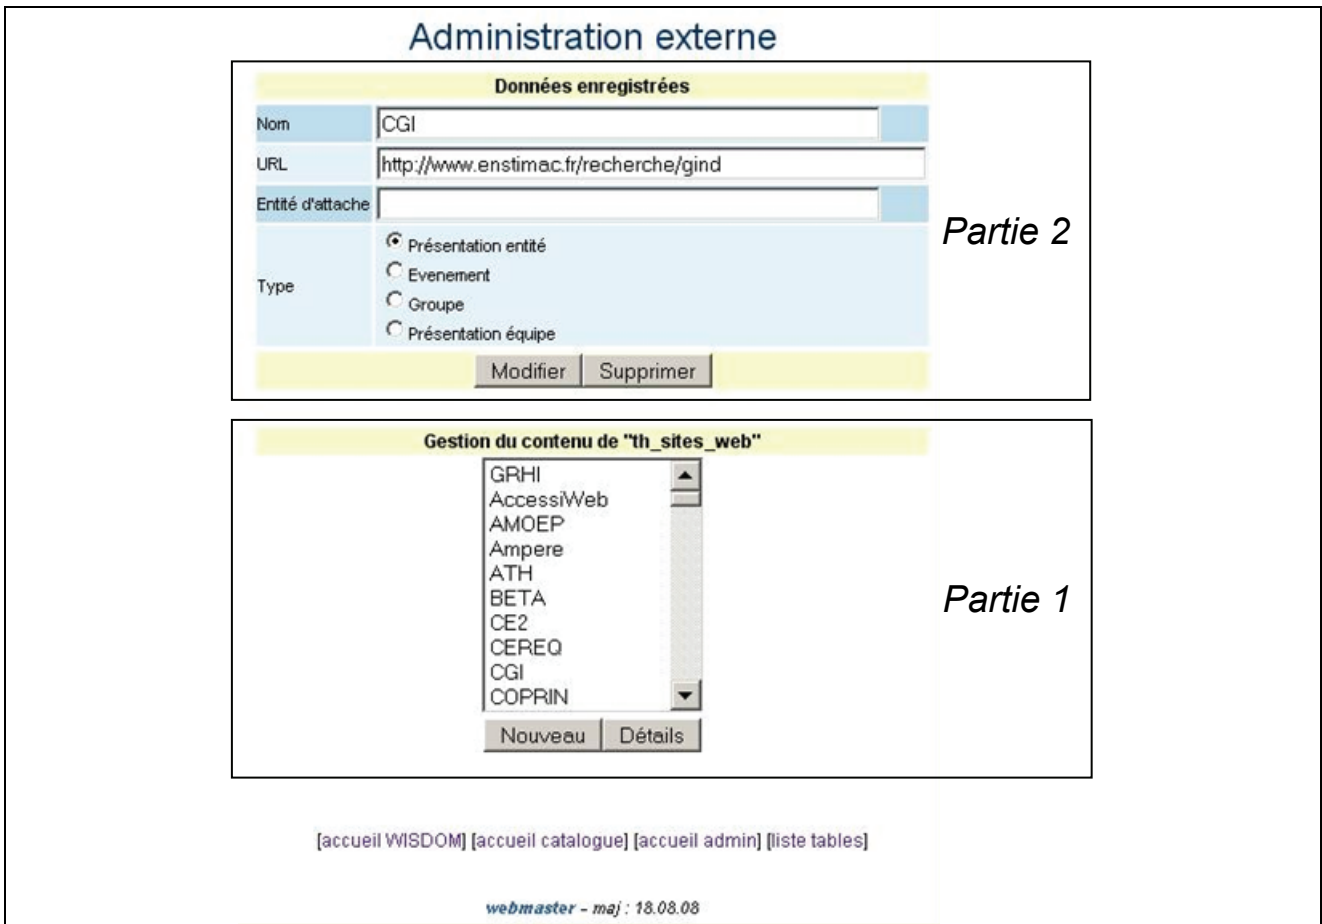 Administration externe
Données enregistrées
Nom CGI
URL http://www.enstimac.fr/recherche/gind
Entité d'attache
Présentation entité
Evenement
Type
Groupe
Présentation équipe
Modifier Supprimer
Partie 2
Gestion du contenu de "th_sites_web"
GRHI
AccessiWeb
AMOEP
Ampere
ATH
BETA
CE2
CEREQ
CGI
COPRIN
Nouveau Détails
Partie 1
[accueil WISDOM] [accueil catalogue] [accueil admin] [liste tables]
webmaster - maj : 18.08.08